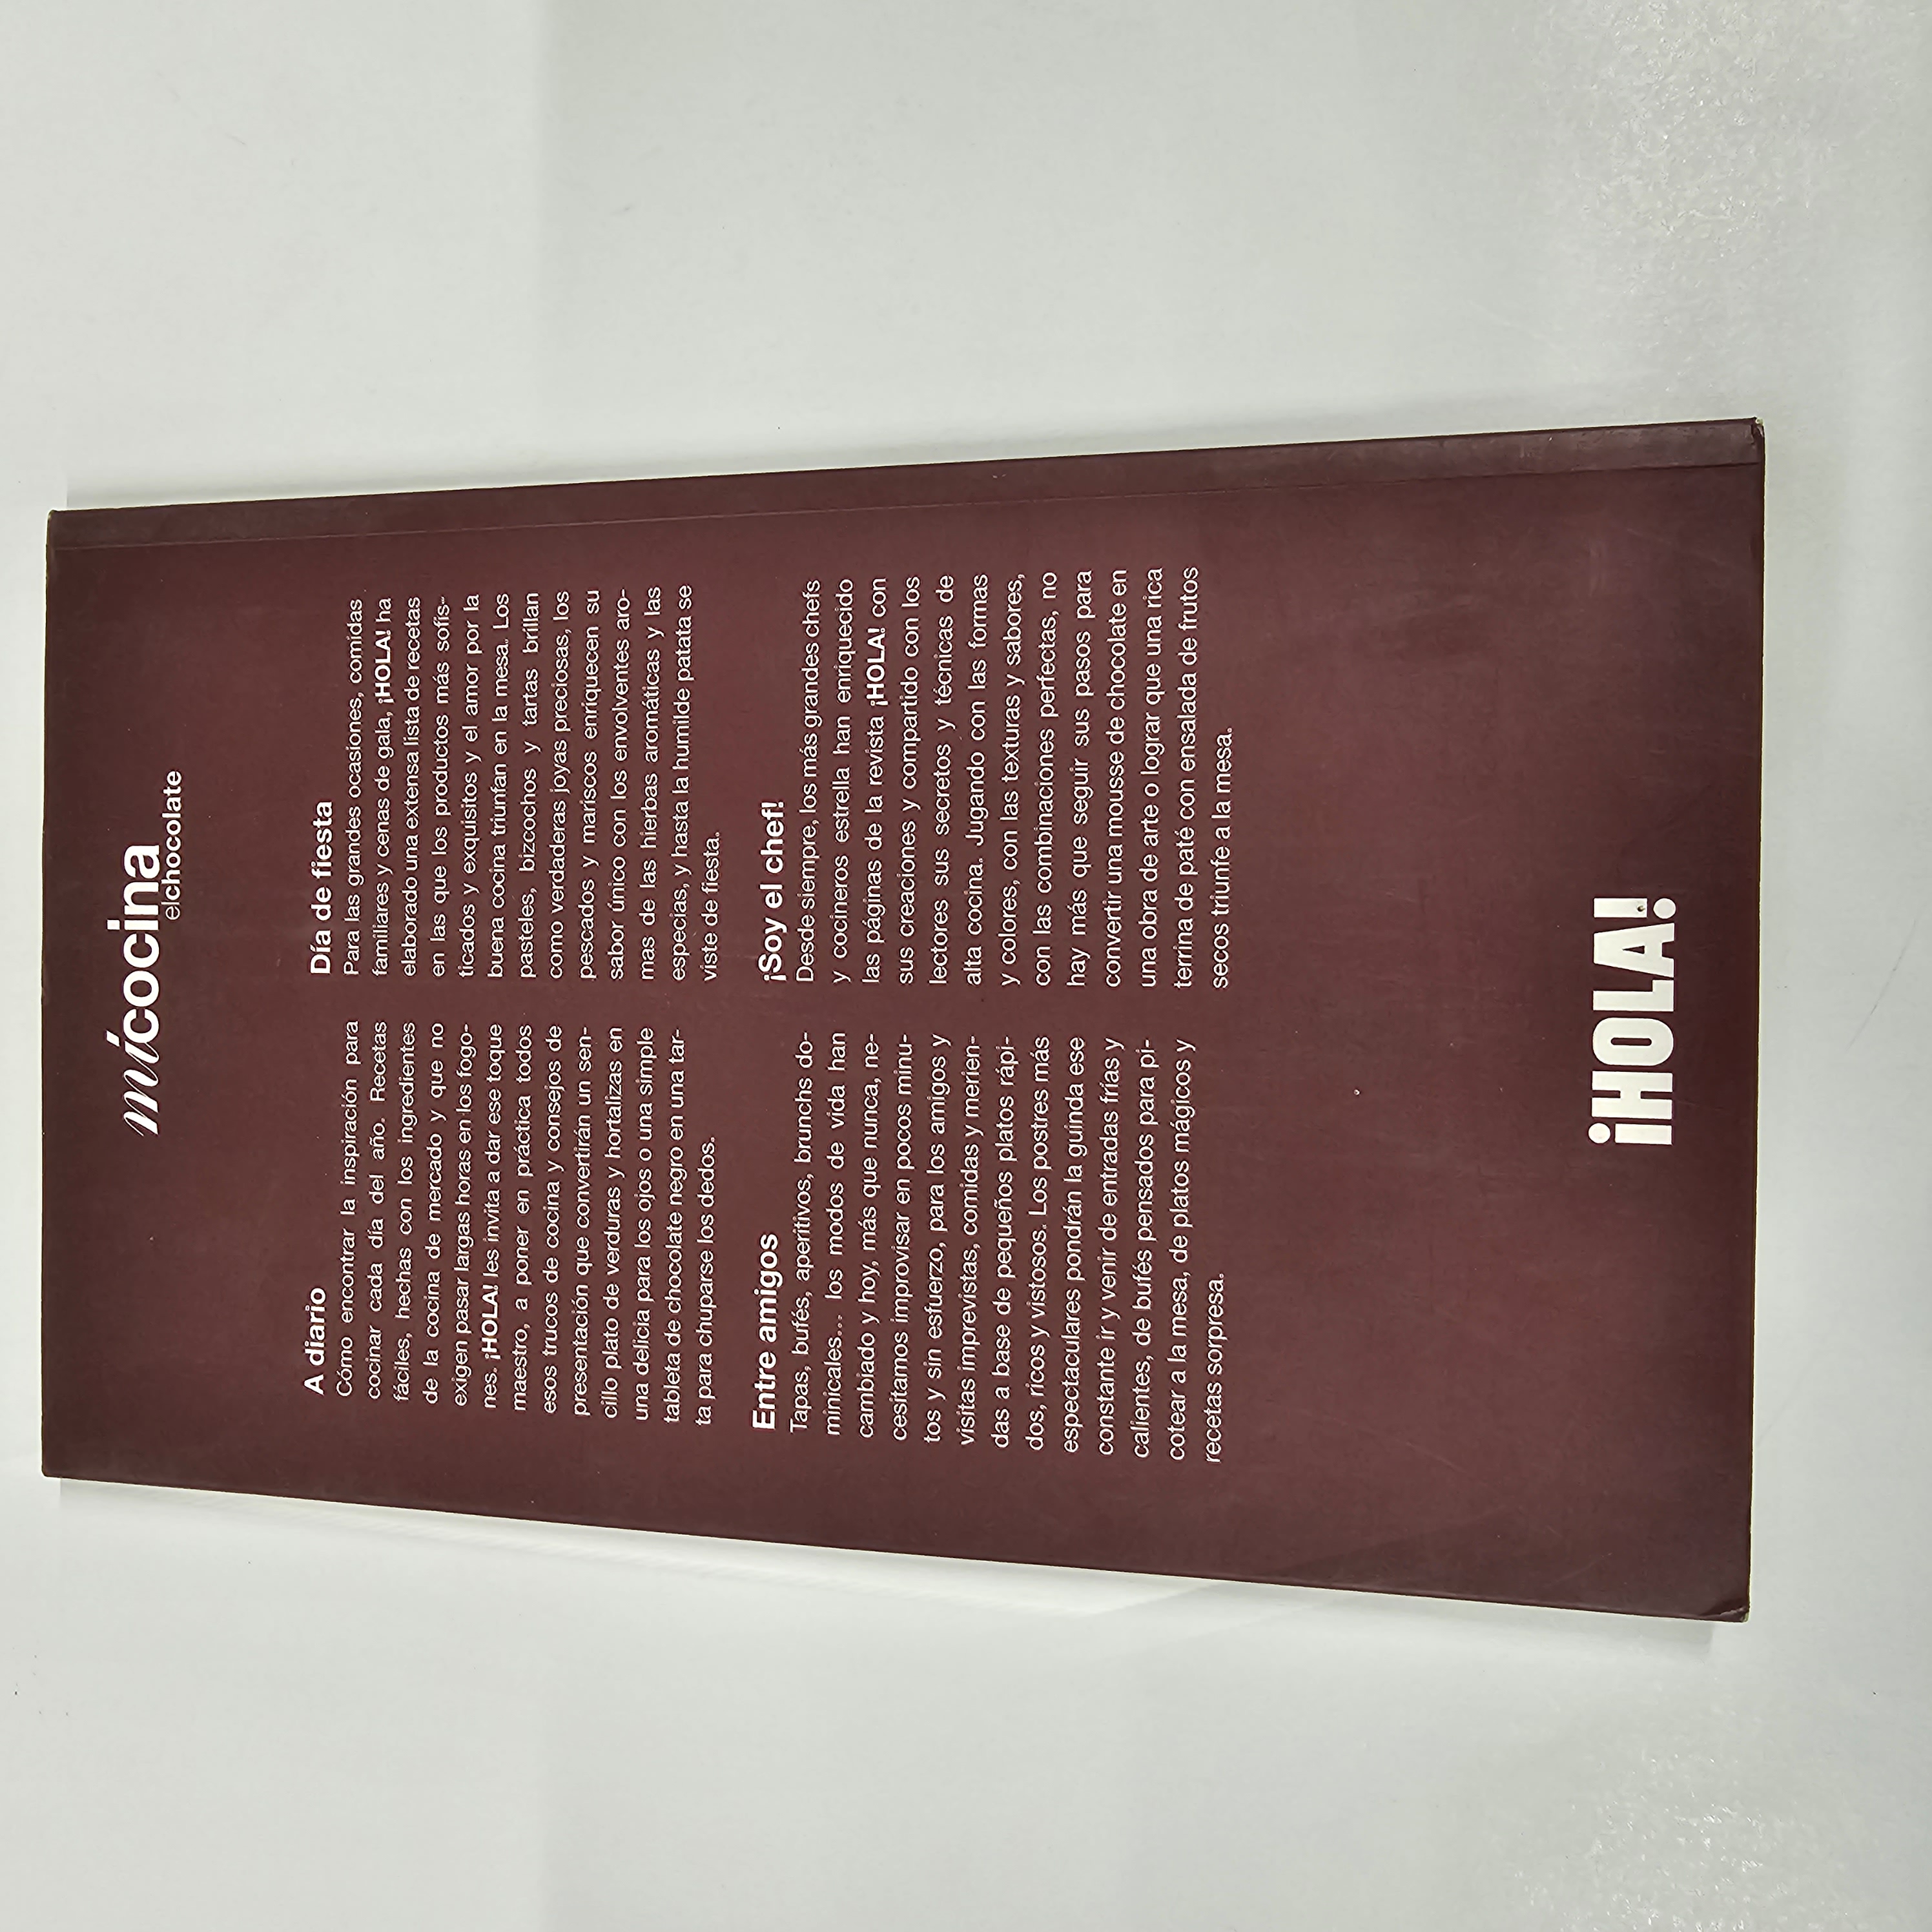 micocina
elchocolate
A diario
Cómo encontrar la inspiración para
cocinar cada día del año. Recetas
fáciles, hechas con los ingredientes
de la cocina de mercado y que no
exigen pasar largas horas en los fogo-
nes. ¡HOLA! les invita a dar ese toque
maestro, a poner en práctica todos
esos trucos de cocina y consejos de
presentación que convertirán un sen-
cillo plato de verduras y hortalizas en
una delicia para los ojos o una simple
tableta de chocolate negro en una tar-
ta para chuparse los dedos.
Entre amigos
Tapas, bufés, aperitivos, brunchs do-
minicales... los modos de vida han
cambiado y hoy, más que nunca, ne-
cesitamos improvisar en pocos minu-
tos y sin esfuerzo, para los amigos y
visitas imprevistas, comidas y merien-
das a base de pequeños platos rápi-
dos, ricos y vistosos. Los postres más
espectaculares pondrán la guinda ese
constante ir y venir de entradas frías y
calientes, de bufés pensados para pi-
cotear a la mesa, de platos mágicos y
recetas sorpresa.
Día de fiesta
Para las grandes ocasiones, comidas
familiares y cenas de gala, ¡HOLA! ha
elaborado una extensa lista de recetas
en las que los productos más sofis-
ticados y exquisitos y el amor por la
buena cocina triunfan en la mesa. Los
pasteles, bizcochos y tartas brillan
como verdaderas joyas preciosas, los
pescados y mariscos enriquecen su
sabor único con los envolventes aro-
mas de las hierbas aromáticas y las
especias, y hasta la humilde patata se
viste de fiesta.
¡Soy el chef!
Desde siempre, los más grandes chefs
y cocineros estrella han enriquecido
las páginas de la revista ¡HOLA! con
sus creaciones y compartido con los
lectores sus secretos y técnicas de
alta cocina. Jugando con las formas
y colores, con las texturas y sabores,
con las combinaciones perfectas, no
hay más que seguir sus pasos para
convertir una mousse de chocolate en
una obra de arte o lograr que una rica
terrina de paté con ensalada de frutos
secos triunfe a la mesa.
¡HOLA!